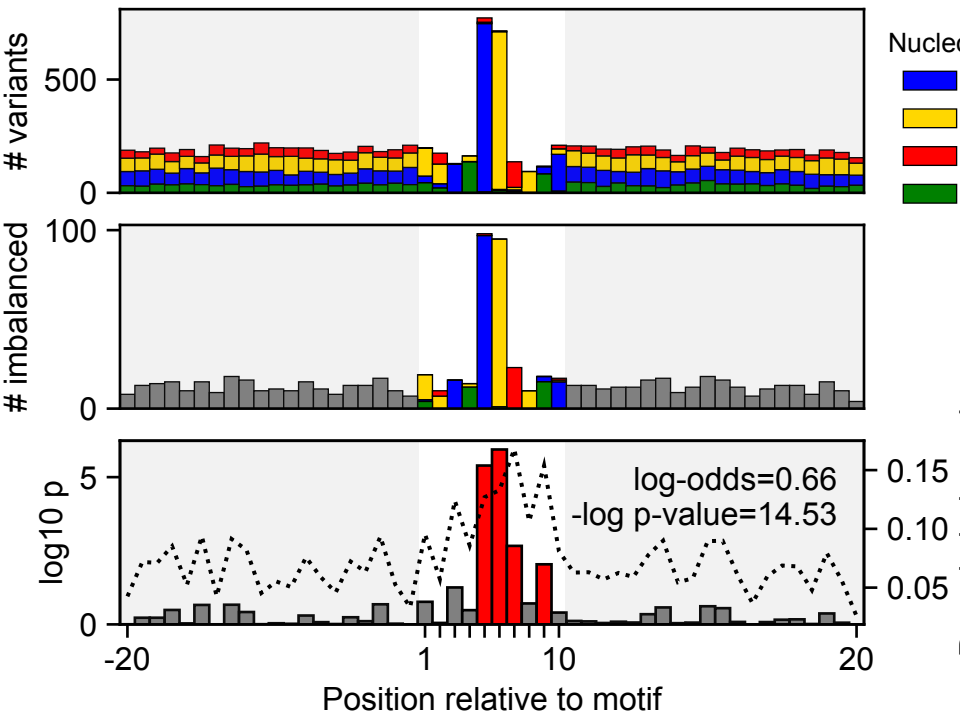 # variants
500
0
Nucleo
# imbalanced
100
0
log10 p
5
0
log-odds=0.66
-log p-value=14.53
0.15
0.10
0.05
-20
1
10
20
Position relative to motif